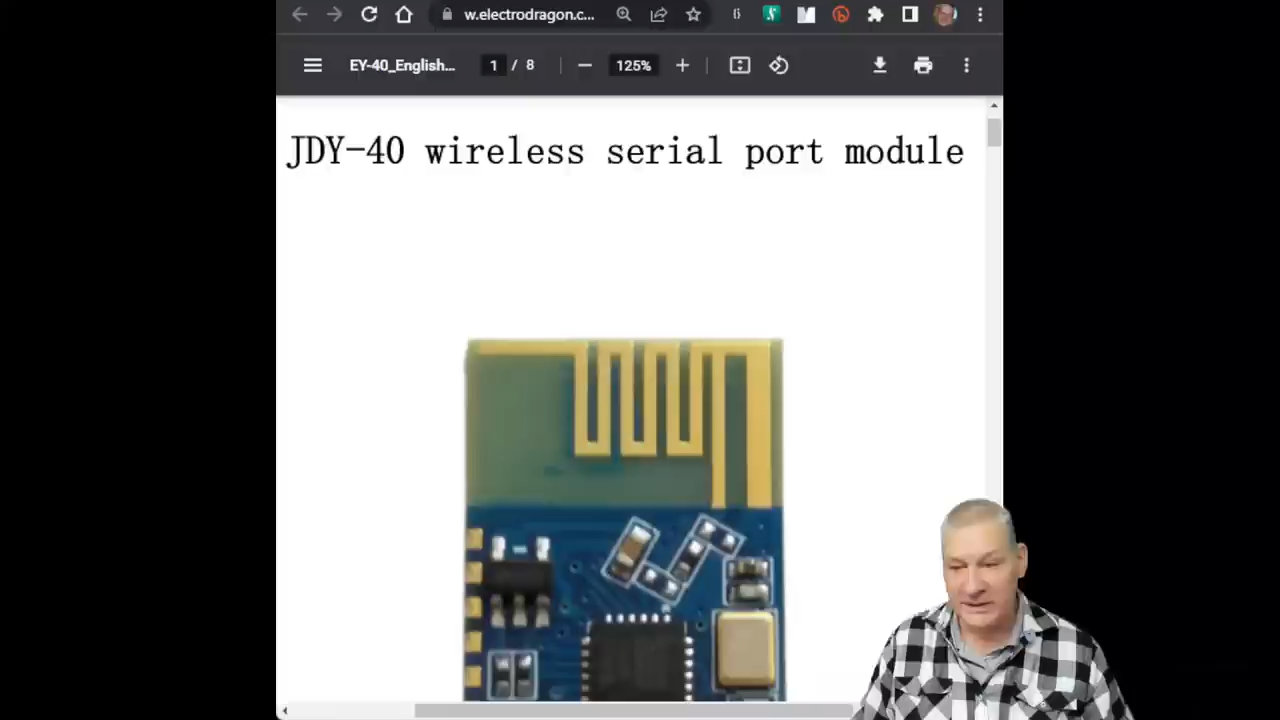 w.electrodragon.c...
EY-40_English... 1 / 8 125%
JDY-40 wireless serial port module